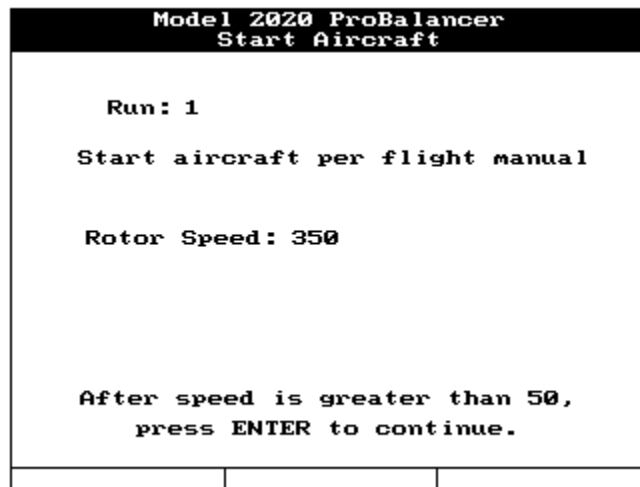 Model 2020 ProBalancer
Start Aircraft
Run: 1
Start aircraft per flight manual
Rotor Speed: 350
After speed is greater than 50,
press ENTER to continue.